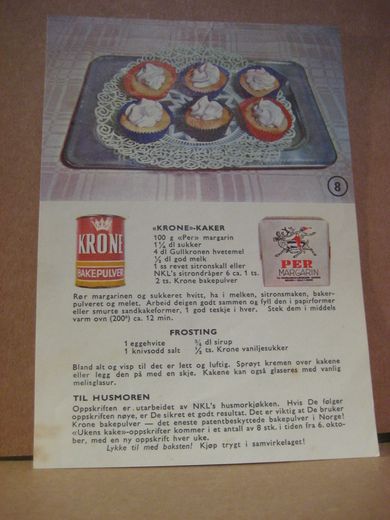 8
«KRONE»-KAKER
KRONE
BAKEPULVER
100 g «Per» margarin
1¼ dl sukker
4 dl Gullkronen hvetemel
½ dl god melk
1 ss revet sitronskall eller
NKL's sitrondråper 6 ca. 1 ts.
2 ts. Krone bakepulver
PER
MARGARIN
Rør margarinen og sukkeret hvitt, ha i melken, sitronsmaken, bake-
pulveret og melet. Arbeid deigen godt sammen og fyll den i papirformer
eller smurte sandkakeformer, 1 god teskje i hver. Stek dem i middels
varm ovn (200°) ca. 12 min.
FROSTING
1 eggehvite ¾ dl sirup
1 knivsodd salt ½ ts. Krone vaniljesukker
Bland alt og visp til det er lett og luftig. Sprøyt kremen over kakene
eller legg den på med en skje. Kakene kan også glaseres med vanlig
melisglasur.
TIL HUSMOREN
Oppskriften er utarbeidet av NKL's husmorkjøkken. Hvis De følger
oppskriften nøye, er De sikret et godt resultat. Det er viktig at De bruker
Krone bakepulver — det eneste patentbeskyttede bakepulver i Norge!
«Ukens kake»-oppskrifter kommer i et antall av 8 stk. i tiden fra 6. okto-
ber, med en ny oppskrift hver uke.
Lykke til med baksten! Kjøp trygt i samvirkelaget!